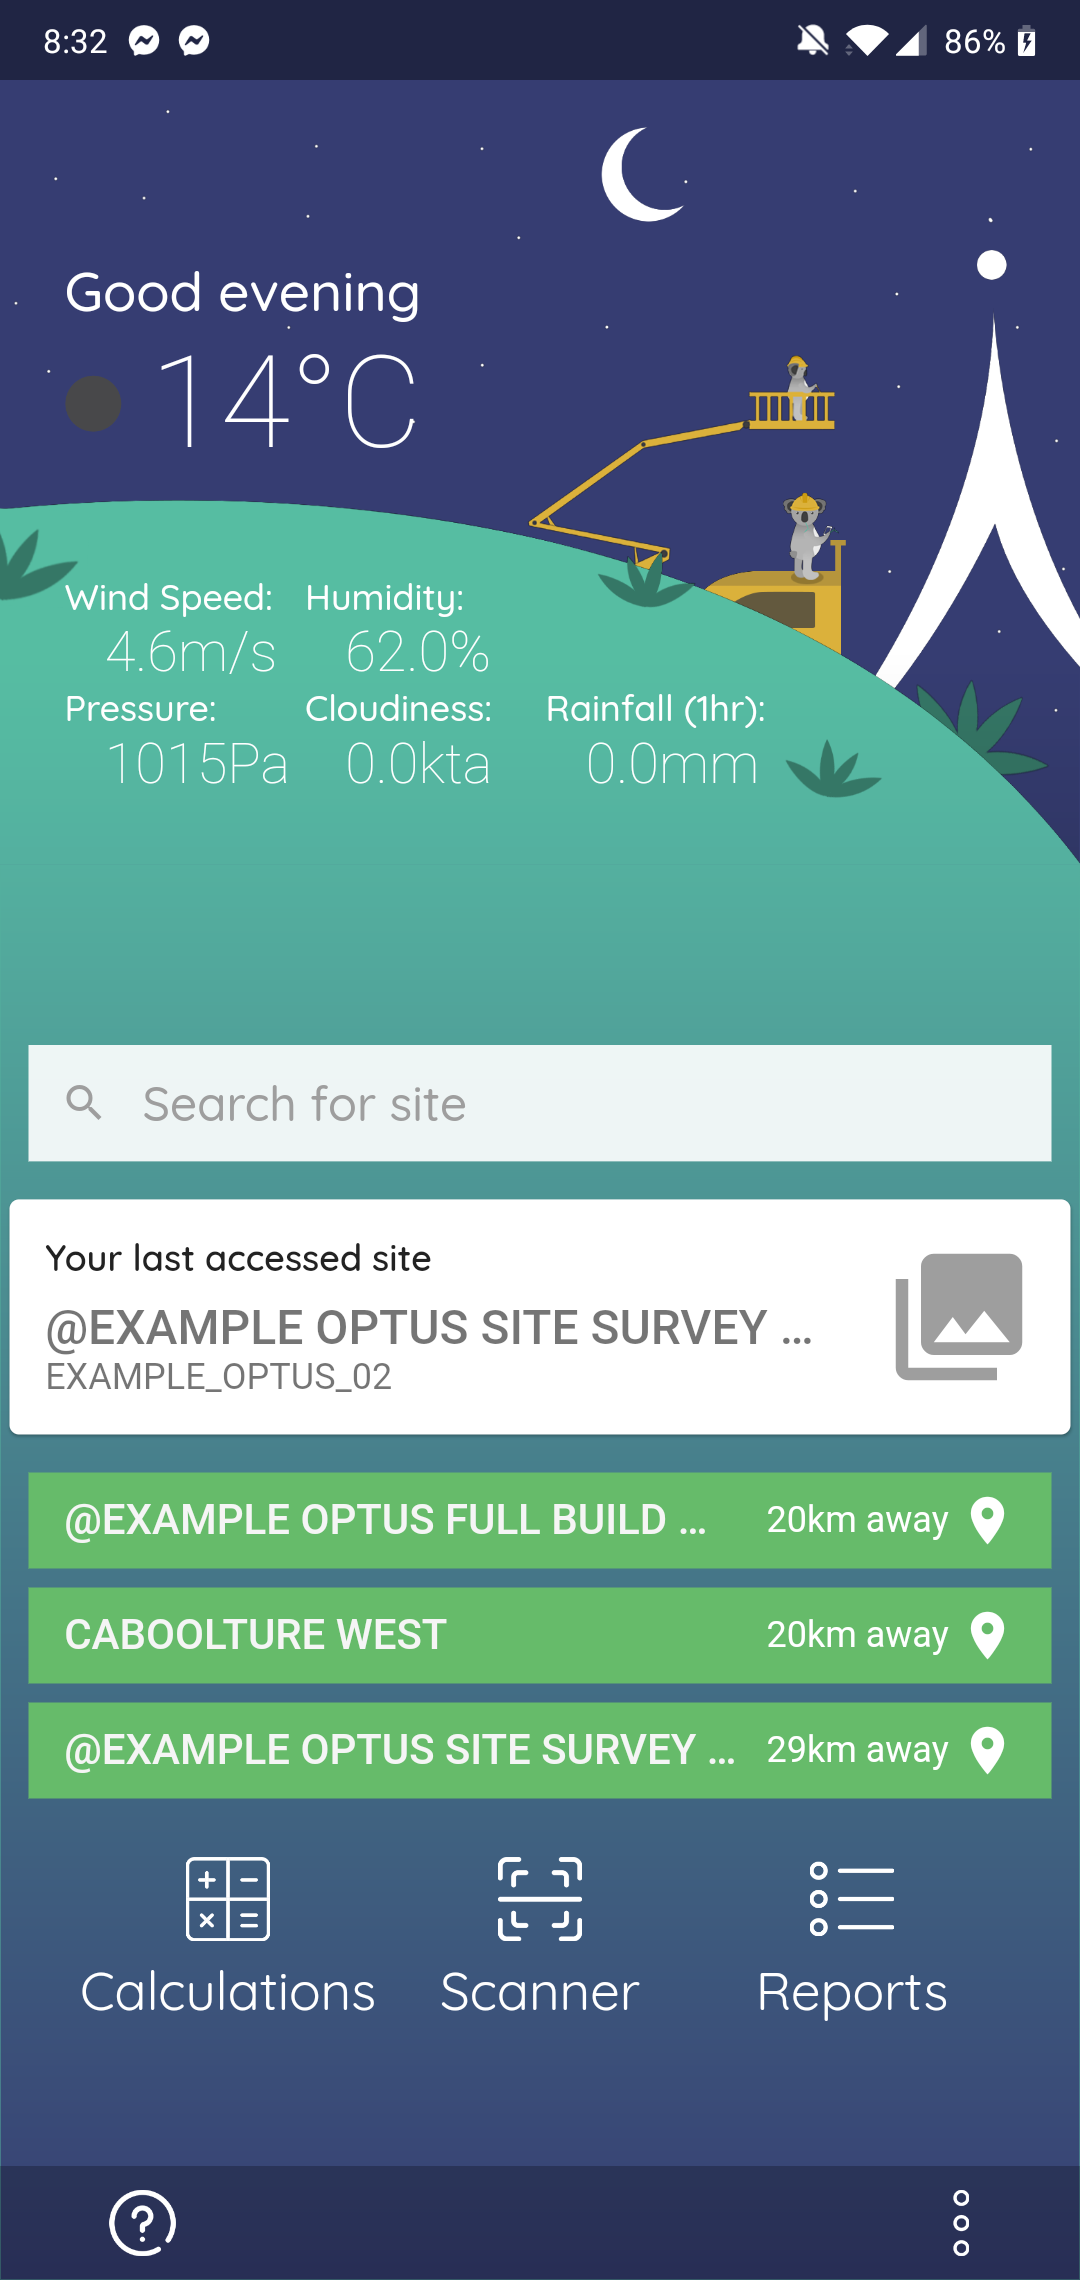 8:32 86%
Good evening
14°C
Wind Speed: Humidity:
4.6m/s 62.0%
Pressure: Cloudiness: Rainfall (1hr):
1015Pa 0.0kta 0.0mm
Search for site
Your last accessed site
@EXAMPLE OPTUS SITE SURVEY ...
EXAMPLE_OPTUS_02
@EXAMPLE OPTUS FULL BUILD ... 20km away
CABOOLTURE WEST 20km away
@EXAMPLE OPTUS SITE SURVEY ... 29km away
Calculations Scanner Reports